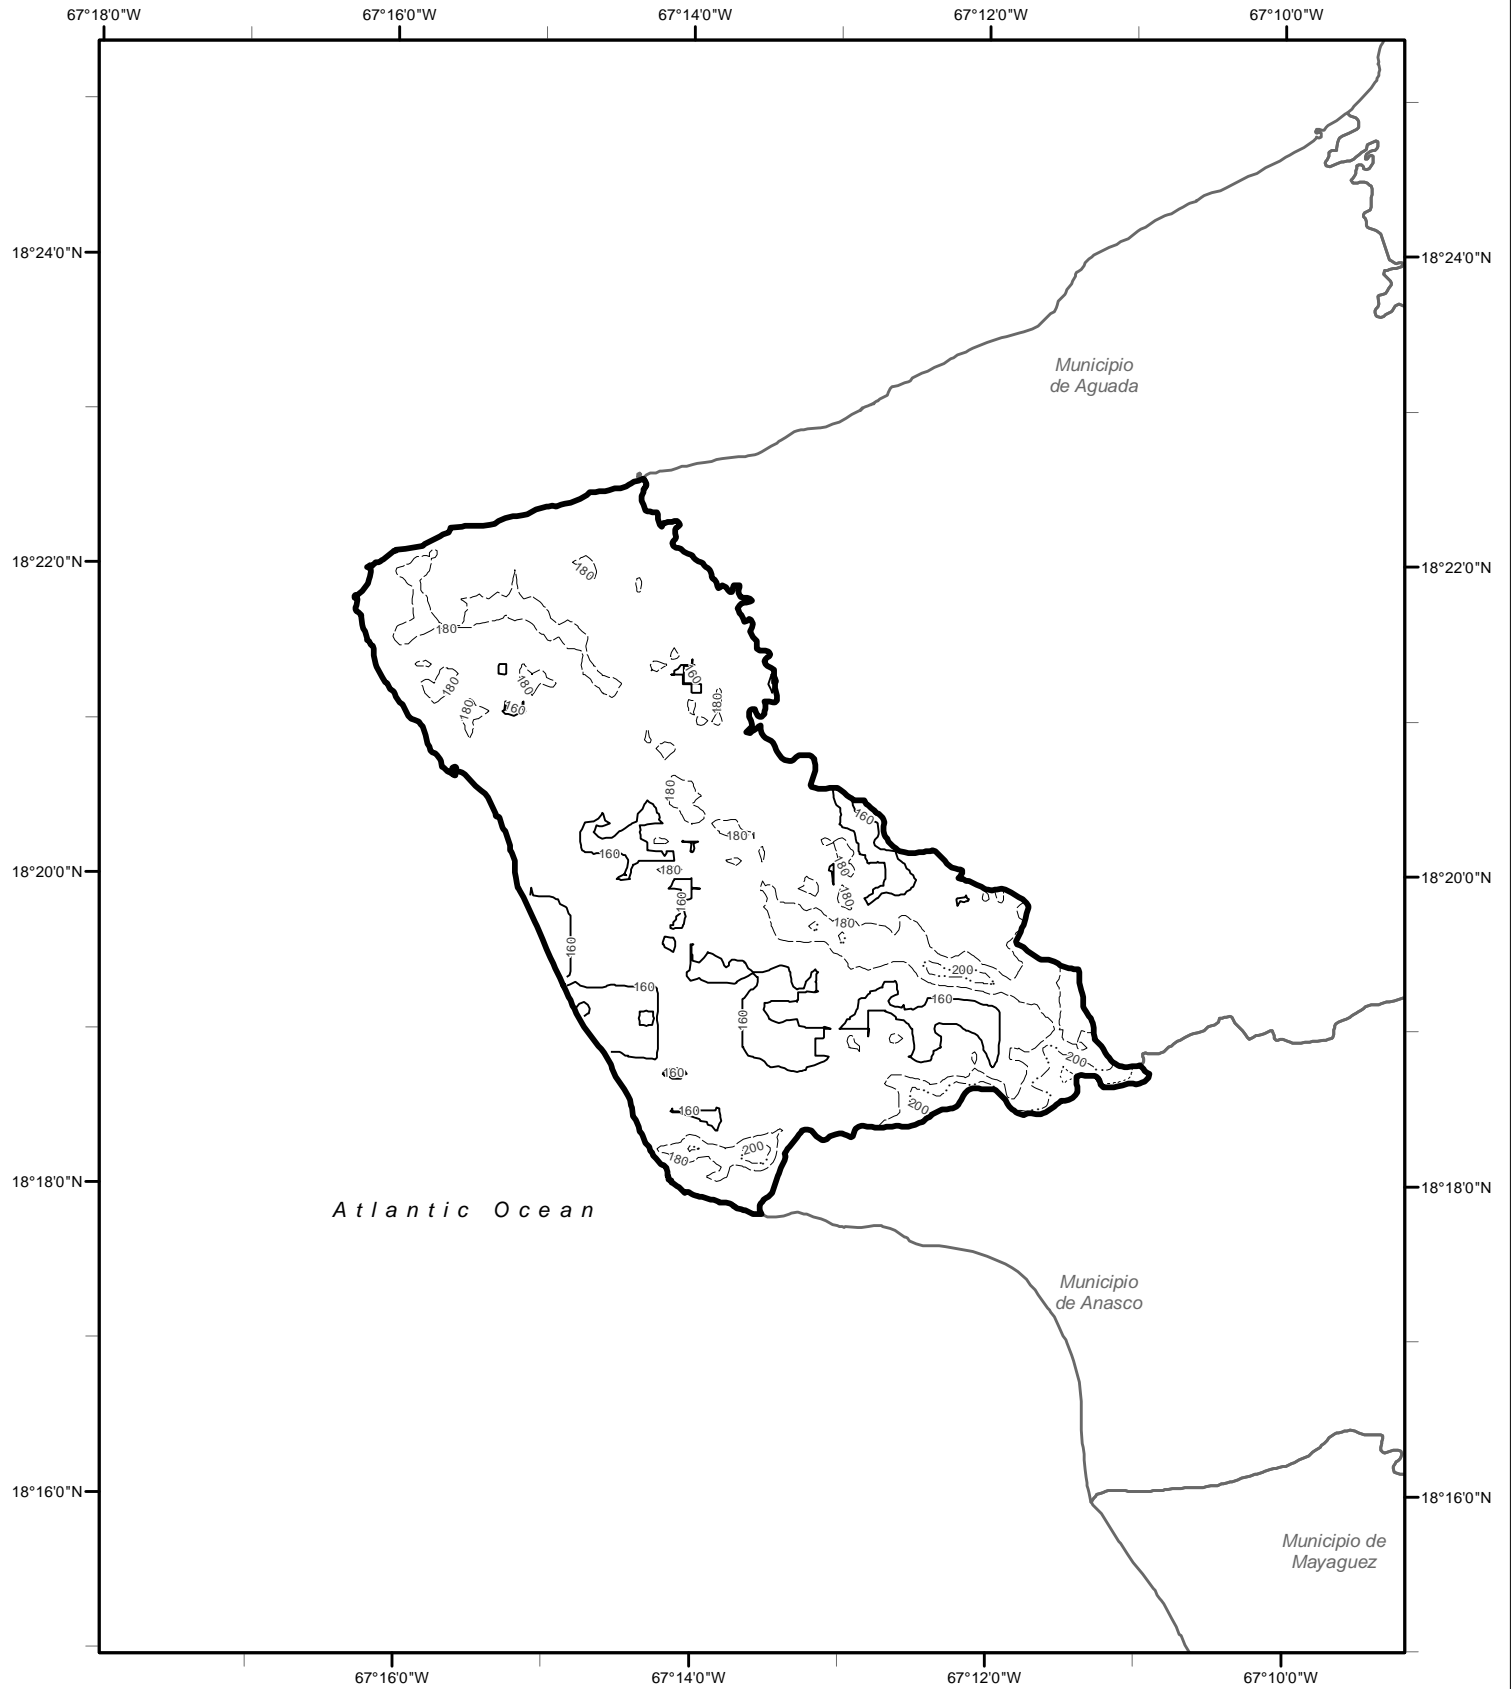 67°18'0"W 67°16'0"W 67°14'0"W 67°12'0"W 67°10'0"W
18°24'0"N 18°24'0"N
Municipio
de Aguada
18°22'0"N 18°22'0"N
180
180
160
180
180
180
180
160
180
160
180
160
180
160
180
18°20'0"N 18°20'0"N
180
160
180
160
200
160
160
160
200
160
200
160
200
180
18°18'0"N 18°18'0"N
Atlantic Ocean
Municipio
de Anasco
18°16'0"N 18°16'0"N
Municipio de
Mayaguez
67°16'0"W 67°14'0"W 67°12'0"W 67°10'0"W